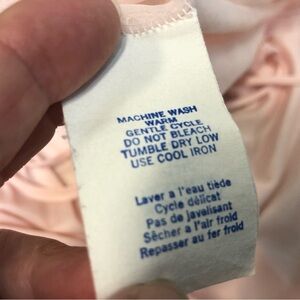 MACHINE WASH
WARM
GENTLE CYCLE
DO NOT BLEACH
TUMBLE DRY LOW
USE COOL IRON
Laver a l'eau tiède
Cycle délicat
Pas de javelisant
Sécher a l'air froid
Repasser au fer froid